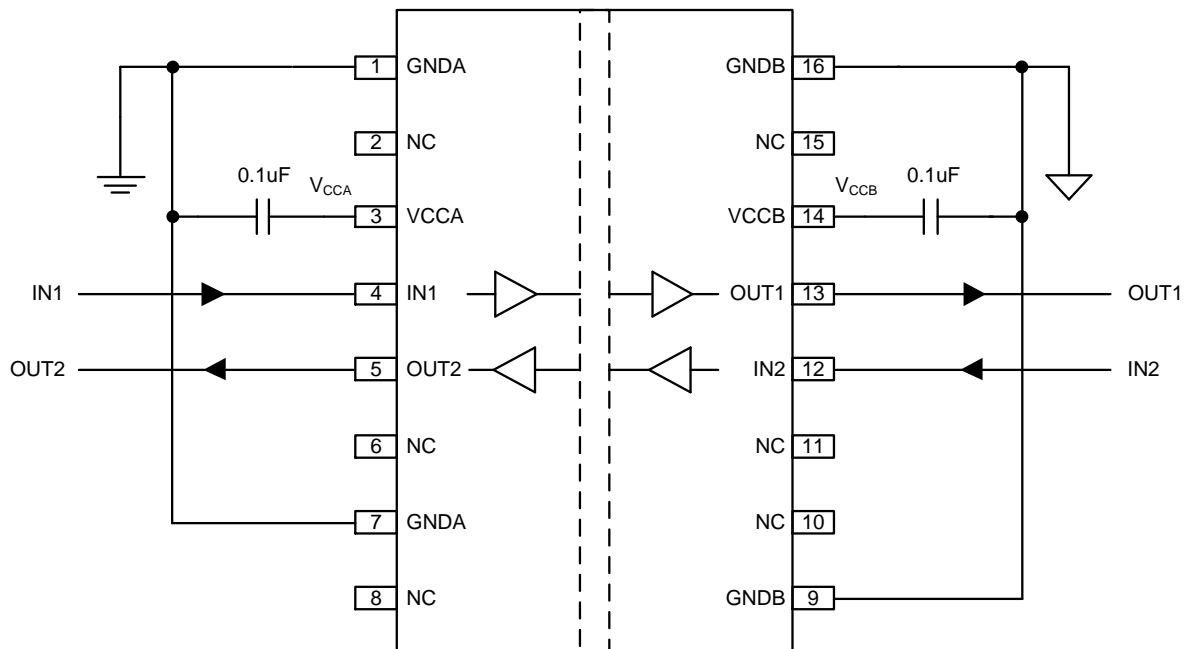 1 GNDA GNDB 16
2 NC NC 15
0.1uF V_CCA V_CCB 0.1uF
3 VCCA VCCB 14
IN1 4 IN1 OUT1 13 OUT1
OUT2 5 OUT2 IN2 12 IN2
6 NC NC 11
7 GNDA NC 10
8 NC GNDB 9